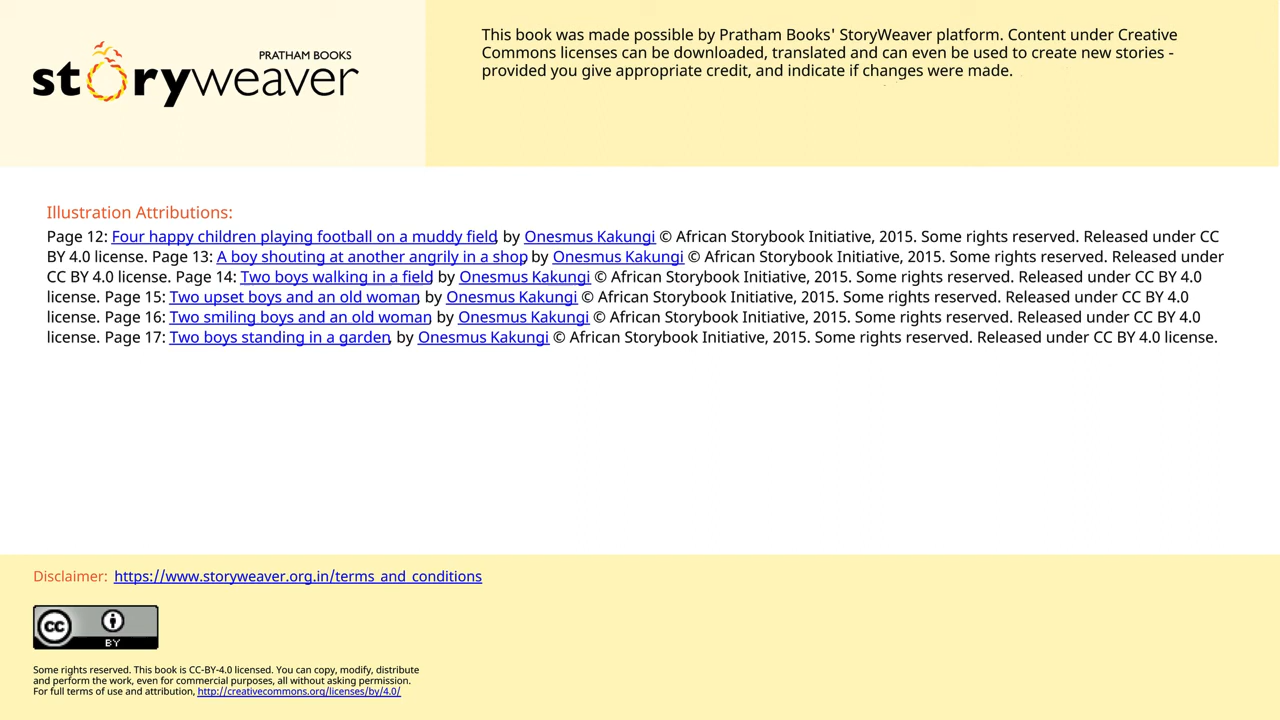 PRATHAM BOOKS
storyweaver
This book was made possible by Pratham Books' StoryWeaver platform. Content under Creative
Commons licenses can be downloaded, translated and can even be used to create new stories -
provided you give appropriate credit, and indicate if changes were made.
Illustration Attributions:
Page 12: Four happy children playing football on a muddy field, by Onesmus Kakungi © African Storybook Initiative, 2015. Some rights reserved. Released under CC
BY 4.0 license. Page 13: A boy shouting at another angrily in a shop, by Onesmus Kakungi © African Storybook Initiative, 2015. Some rights reserved. Released under
CC BY 4.0 license. Page 14: Two boys walking in a field, by Onesmus Kakungi © African Storybook Initiative, 2015. Some rights reserved. Released under CC BY 4.0
license. Page 15: Two upset boys and an old woman, by Onesmus Kakungi © African Storybook Initiative, 2015. Some rights reserved. Released under CC BY 4.0
license. Page 16: Two smiling boys and an old woman, by Onesmus Kakungi © African Storybook Initiative, 2015. Some rights reserved. Released under CC BY 4.0
license. Page 17: Two boys standing in a garden, by Onesmus Kakungi © African Storybook Initiative, 2015. Some rights reserved. Released under CC BY 4.0 license.
Disclaimer: https://www.storyweaver.org.in/terms_and_conditions
cc
BY
Some rights reserved. This book is CC-BY-4.0 licensed. You can copy, modify, distribute
and perform the work, even for commercial purposes, all without asking permission.
For full terms of use and attribution, http://creativecommons.org/licenses/by/4.0/